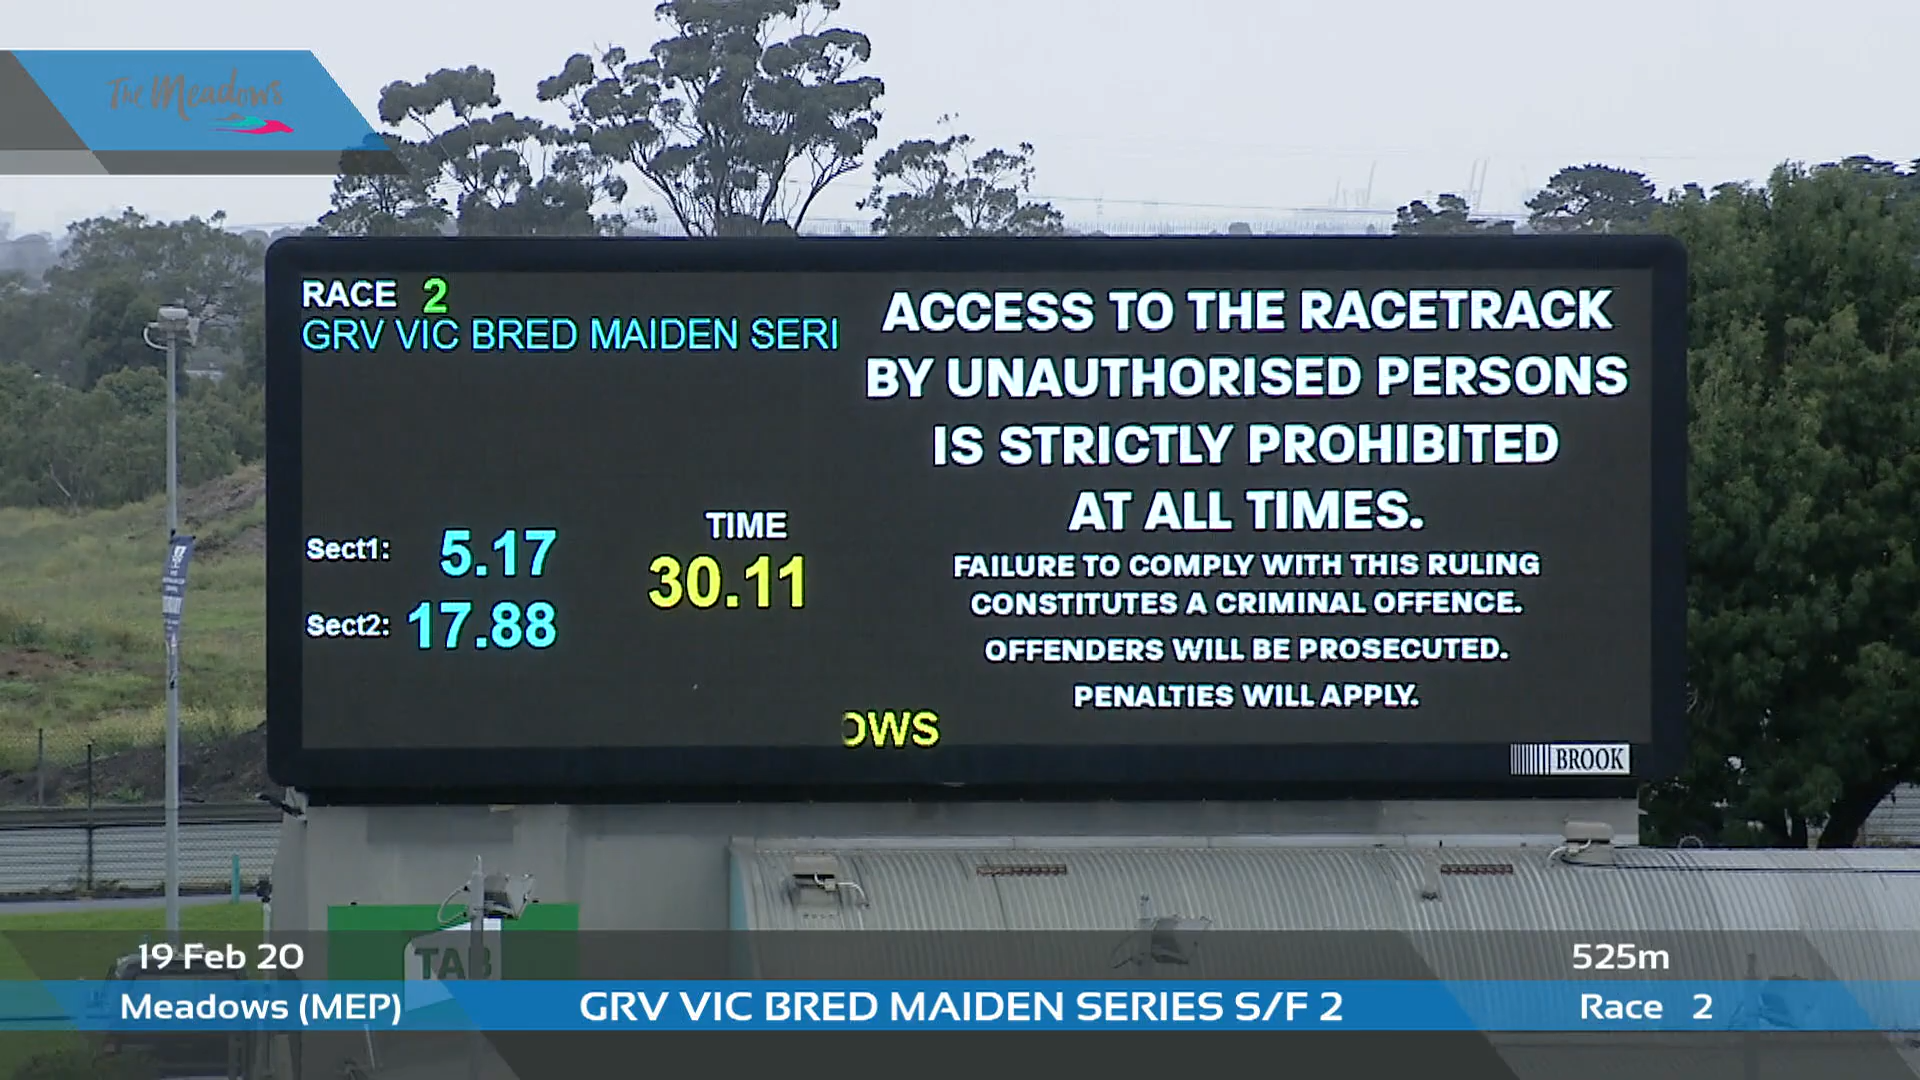 The Meadows
RACE 2
GRV VIC BRED MAIDEN SERI
Sect1: 5.17
Sect2: 17.88
TIME
30.11
OWS
ACCESS TO THE RACETRACK
BY UNAUTHORISED PERSONS
IS STRICTLY PROHIBITED
AT ALL TIMES.
FAILURE TO COMPLY WITH THIS RULING
CONSTITUTES A CRIMINAL OFFENCE.
OFFENDERS WILL BE PROSECUTED.
PENALTIES WILL APPLY.
BROOK
TAB
19 Feb 20
525m
Meadows (MEP)
GRV VIC BRED MAIDEN SERIES S/F 2
Race 2